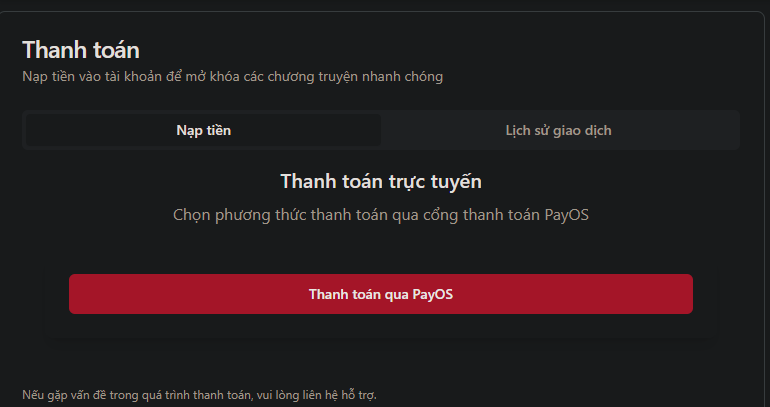 Thanh toán
Nạp tiền vào tài khoản để mở khóa các chương truyện nhanh chóng
Nạp tiền
Lịch sử giao dịch
Thanh toán trực tuyến
Chọn phương thức thanh toán qua cổng thanh toán PayOS
Thanh toán qua PayOS
Nếu gặp vấn đề trong quá trình thanh toán, vui lòng liên hệ hỗ trợ.